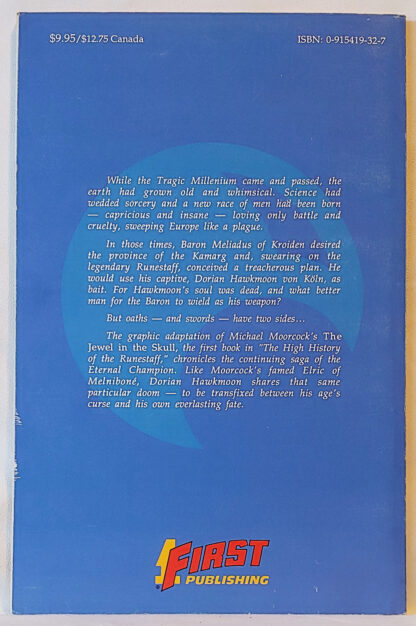 $9.95/$12.75 Canada
ISBN: 0-915419-32-7
While the Tragic Millenium came and passed, the
earth had grown old and whimsical. Science had
wedded sorcery and a new race of men had been born
— capricious and insane — loving only battle and
cruelty, sweeping Europe like a plague.
In those times, Baron Meliadus of Kroiden desired
the province of the Kamarg and, swearing on the
legendary Runestaff, conceived a treacherous plan. He
would use his captive, Dorian Hawkmoon von Köln, as
bait. For Hawkmoon's soul was dead, and what better
man for the Baron to wield as his weapon?
But oaths — and swords — have two sides...
The graphic adaptation of Michael Moorcock's The
Jewel in the Skull, the first book in "The High History
of the Runestaff," chronicles the continuing saga of the
Eternal Champion. Like Moorcock's famed Elric of
Melniboné, Dorian Hawkmoon shares that same
particular doom — to be transfixed between his age's
curse and his own everlasting fate.
1FIRST
PUBLISHING